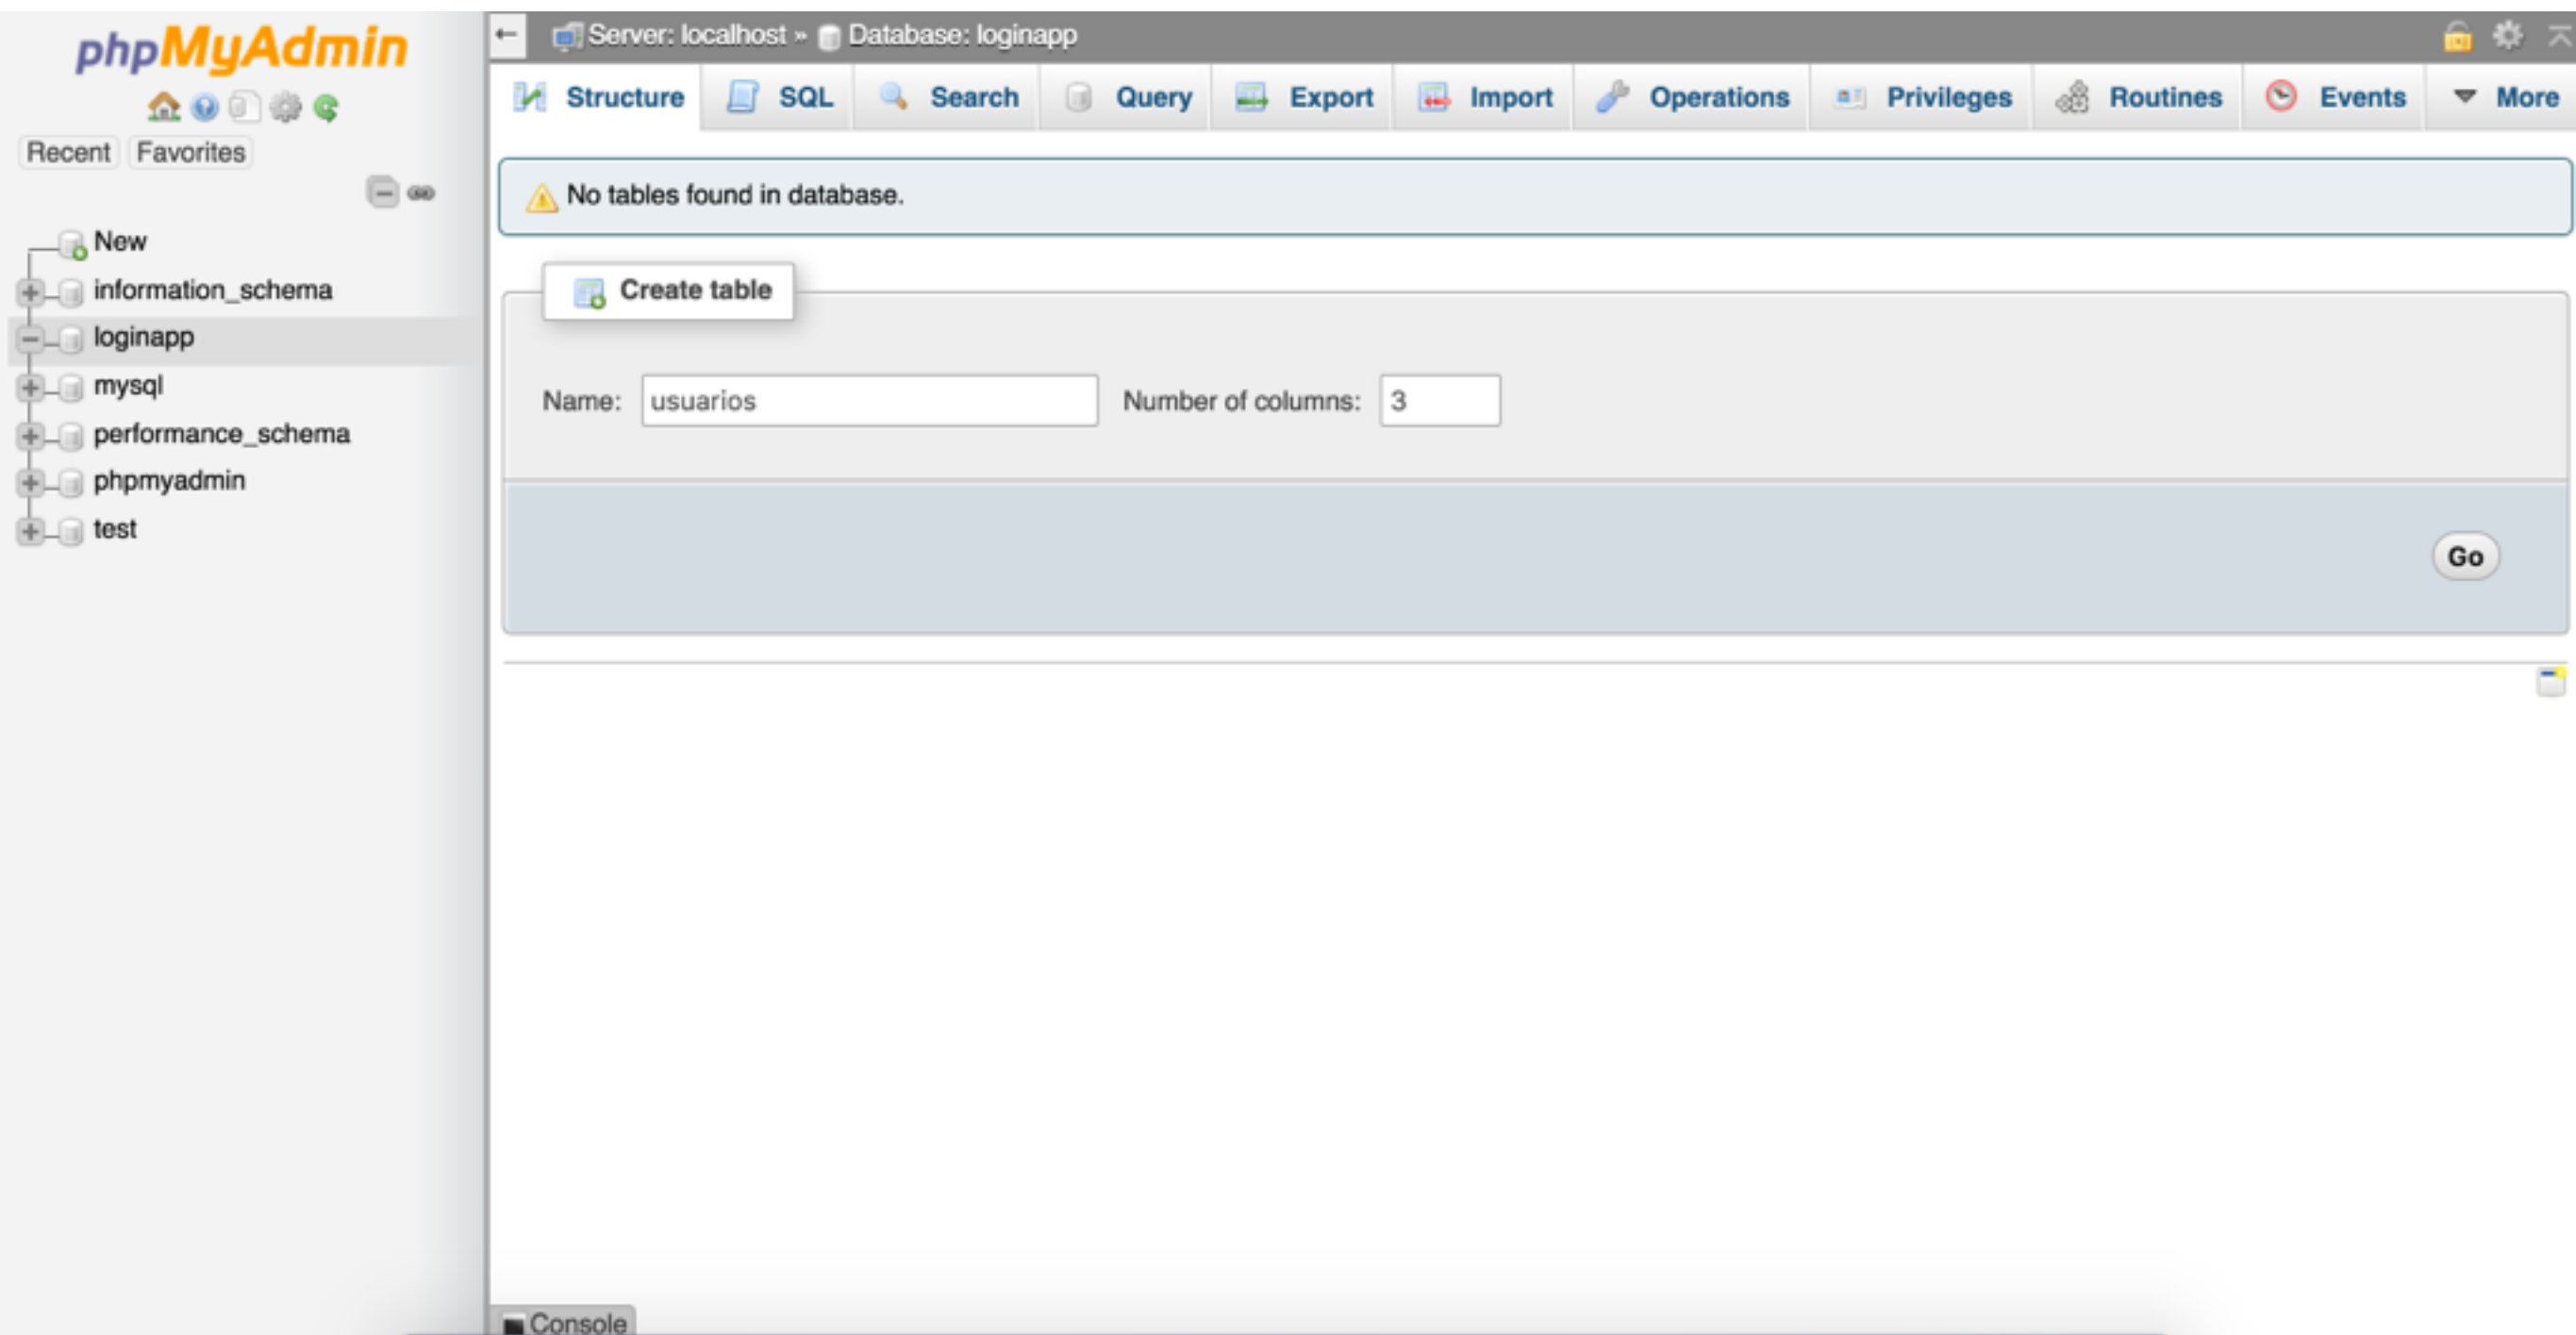 phpMyAdmin
Recent Favorites
New
information_schema
loginapp
mysql
performance_schema
phpmyadmin
test
Server: localhost » Database: loginapp
Structure SQL Search Query Export Import Operations Privileges Routines Events More
No tables found in database.
Create table
Name: usuarios Number of columns: 3
Go
Console